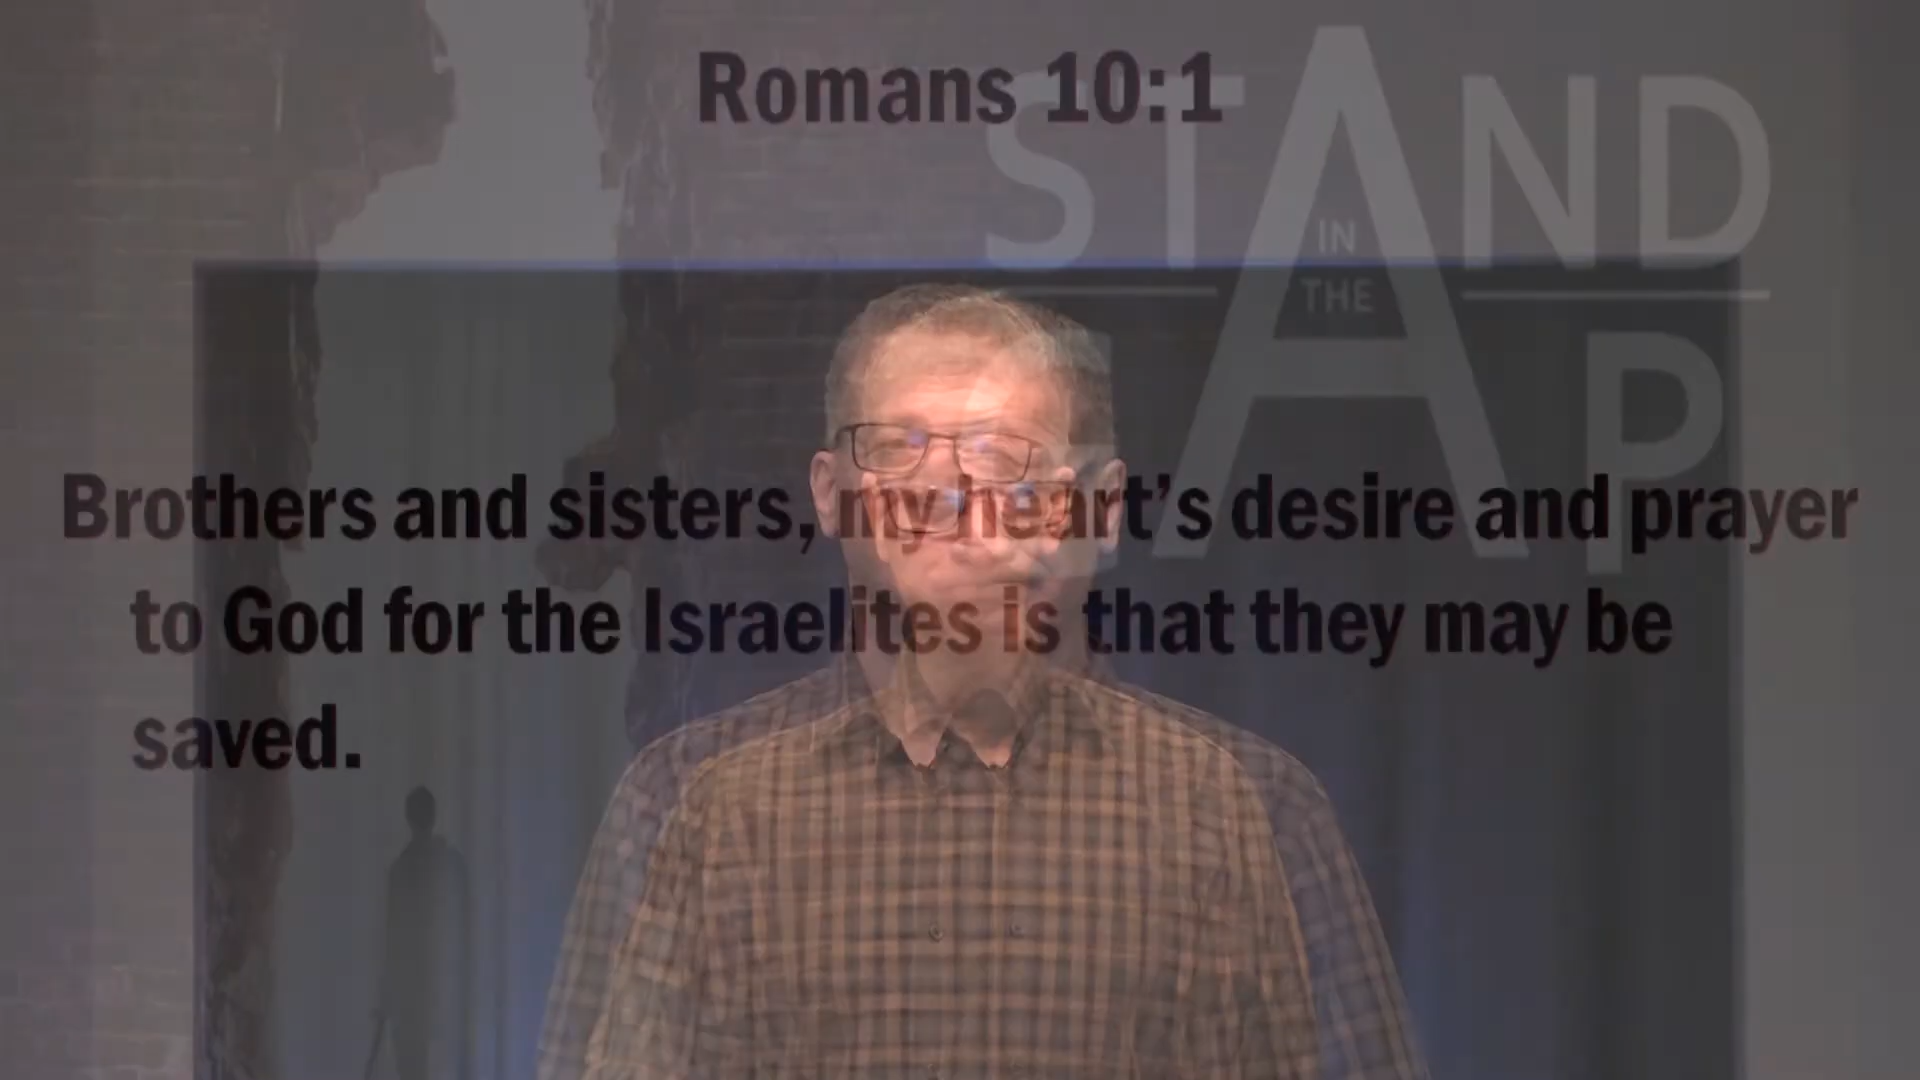 Romans 10:1
STAND
IN
THE
GAP
Brothers and sisters, my heart's desire and prayer
to God for the Israelites is that they may be
saved.